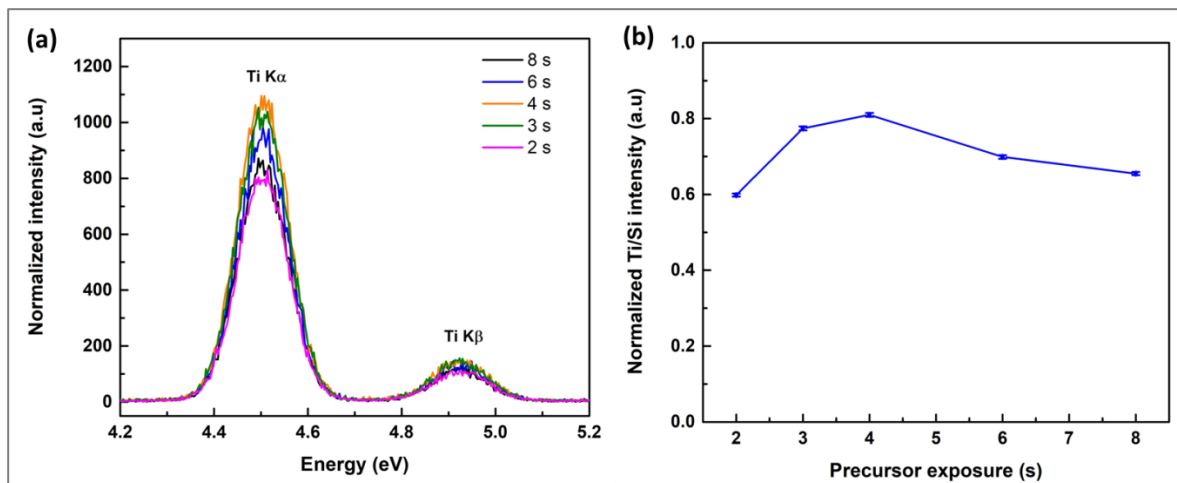 (a)
Normalized intensity (a.u)
1200
1000
800
600
400
200
0
Ti Kα
Ti Kβ
8 s
6 s
4 s
3 s
2 s
4.2 4.4 4.6 4.8 5.0 5.2
Energy (eV)
(b)
Normalized Ti/Si intensity (a.u)
1.0
0.8
0.6
0.4
0.2
0.0
2 3 4 5 6 7 8
Precursor exposure (s)